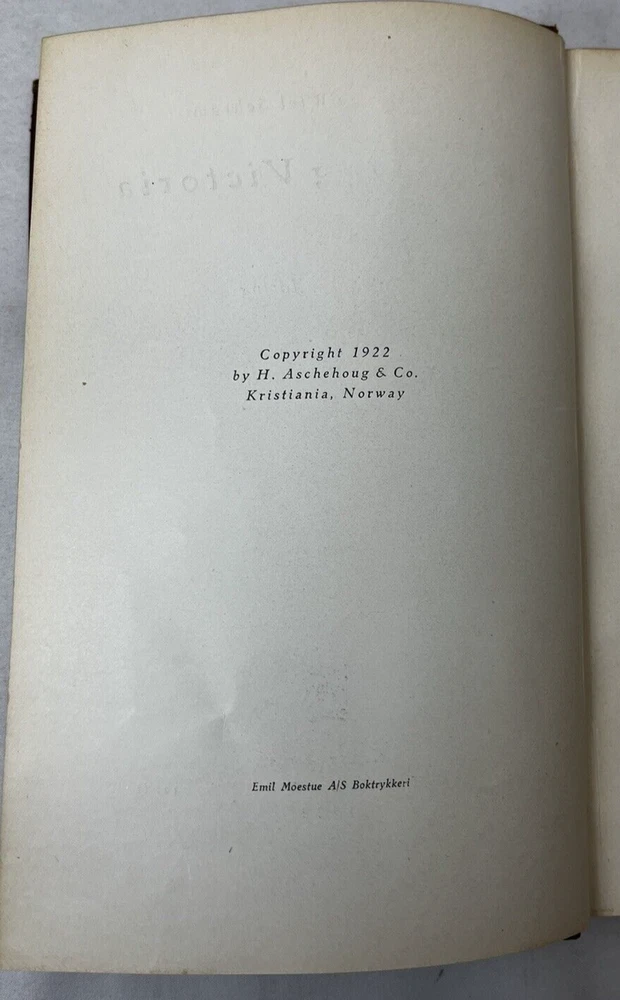 Copyright 1922
by H. Aschehoug & Co.
Kristiania, Norway
Emil Moestue A/S Boktrykkeri